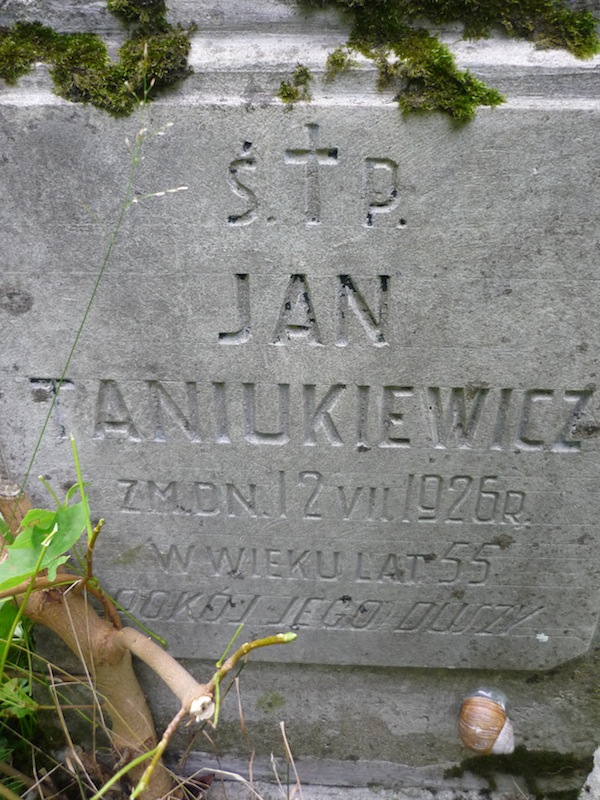 Ś. † P.
JAN
TANIUKIEWICZ
ZM. DN. 12 VII. 1926 R.
W WIEKU LAT 55
POKÓJ JEGO DUSZY